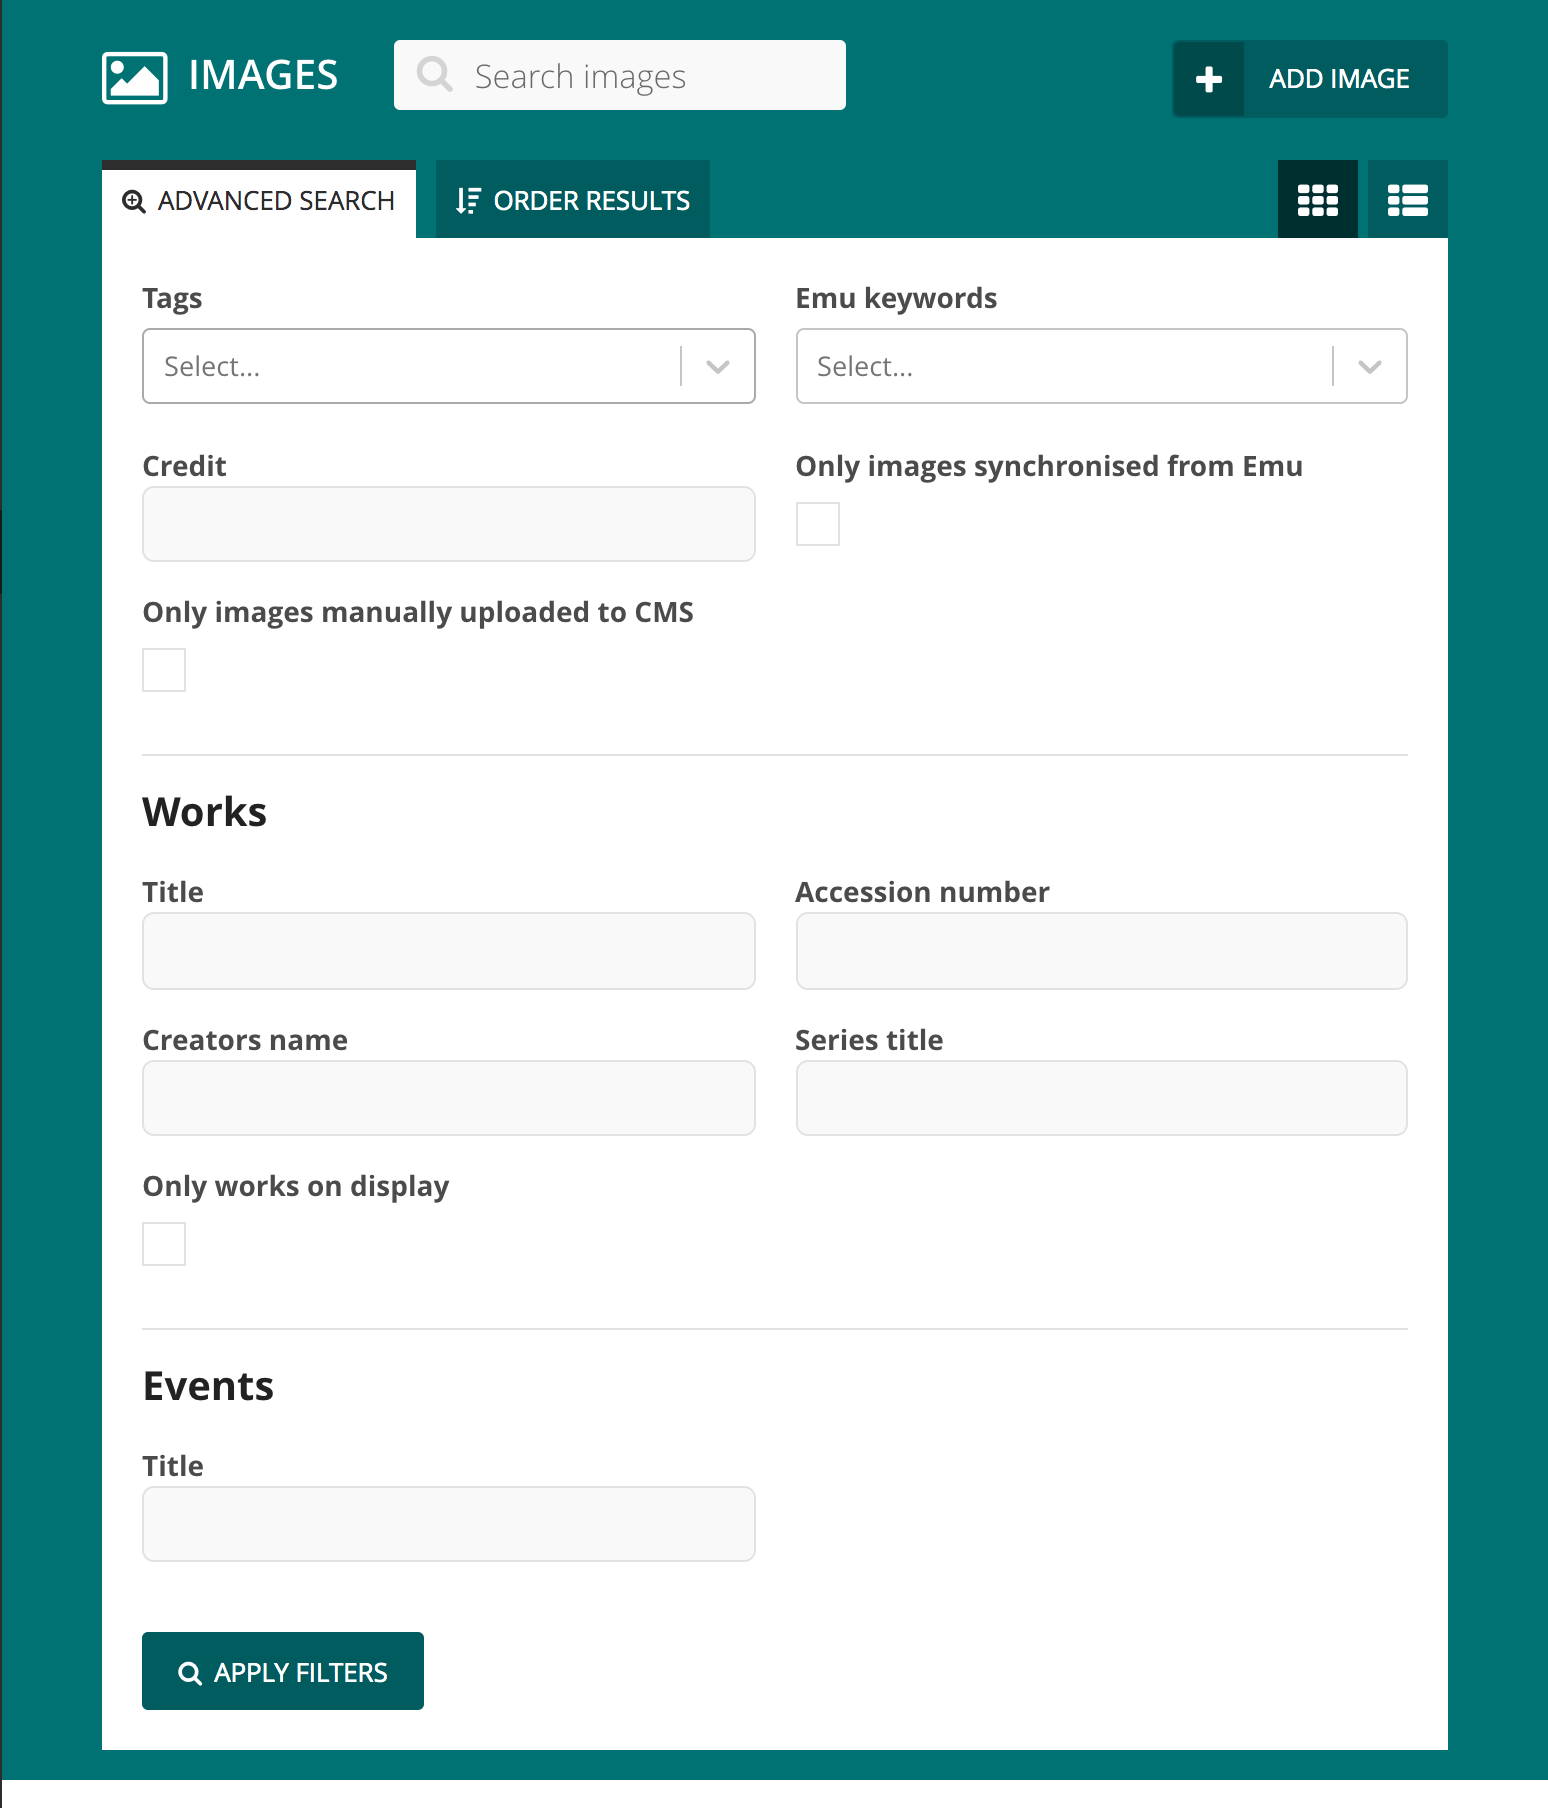 IMAGES
Search images
ADD IMAGE
ADVANCED SEARCH
ORDER RESULTS
Tags
Emu keywords
Select...
Select...
Credit
Only images synchronised from Emu
Only images manually uploaded to CMS
Works
Title
Accession number
Creators name
Series title
Only works on display
Events
Title
APPLY FILTERS